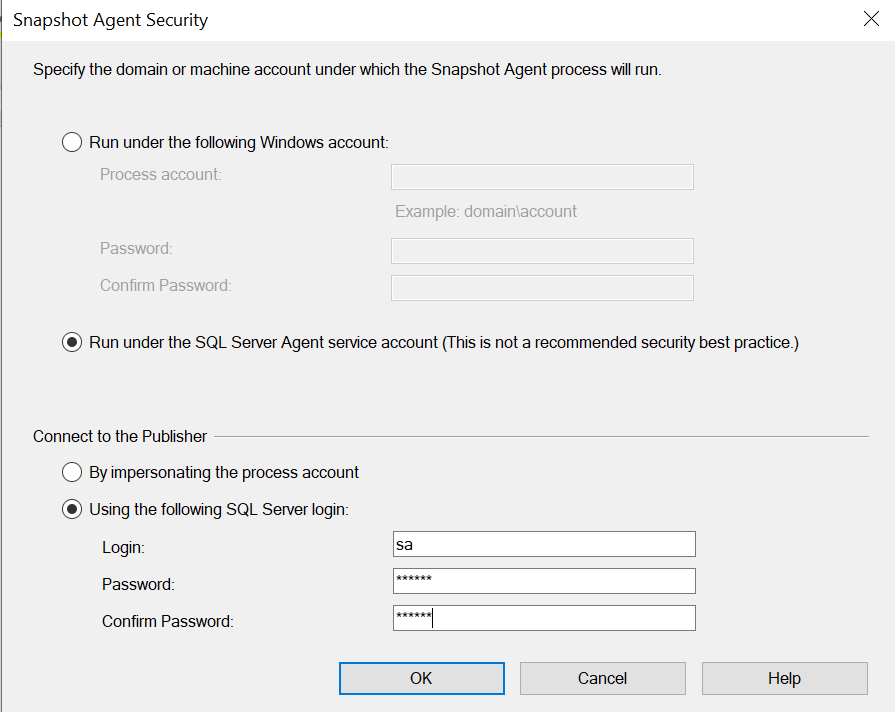 Snapshot Agent Security
Specify the domain or machine account under which the Snapshot Agent process will run.
Run under the following Windows account:
Process account:
Example: domain\account
Password:
Confirm Password:
Run under the SQL Server Agent service account (This is not a recommended security best practice.)
Connect to the Publisher
By impersonating the process account
Using the following SQL Server login:
Login: sa
Password: ******
Confirm Password: ******
OK Cancel Help